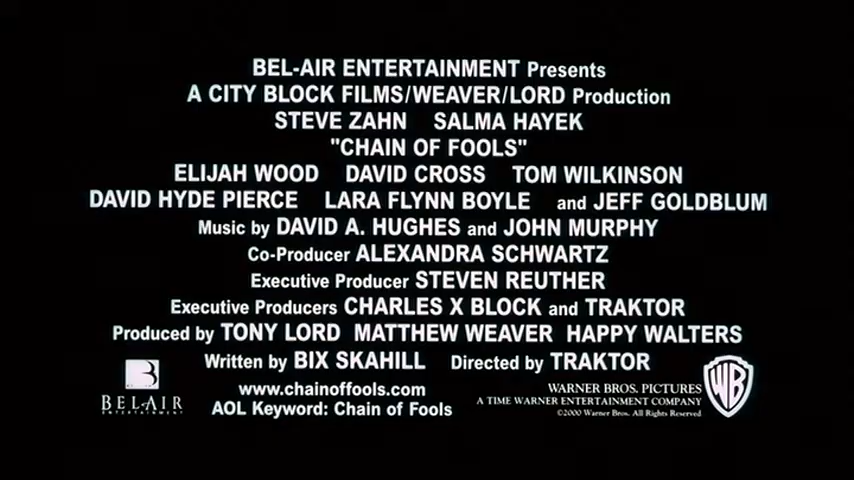 BEL-AIR ENTERTAINMENT Presents
A CITY BLOCK FILMS/WEAVER/LORD Production
STEVE ZAHN SALMA HAYEK
"CHAIN OF FOOLS"
ELIJAH WOOD DAVID CROSS TOM WILKINSON
DAVID HYDE PIERCE LARA FLYNN BOYLE and JEFF GOLDBLUM
Music by DAVID A. HUGHES and JOHN MURPHY
Co-Producer ALEXANDRA SCHWARTZ
Executive Producer STEVEN REUTHER
Executive Producers CHARLES X BLOCK and TRAKTOR
Produced by TONY LORD MATTHEW WEAVER HAPPY WALTERS
Written by BIX SKAHILL Directed by TRAKTOR
B
BELAIR
ENTERTAINMENT
www.chainoffools.com
AOL Keyword: Chain of Fools
WARNER BROS. PICTURES
A TIME WARNER ENTERTAINMENT COMPANY
©2000 Warner Bros. All Rights Reserved
WB